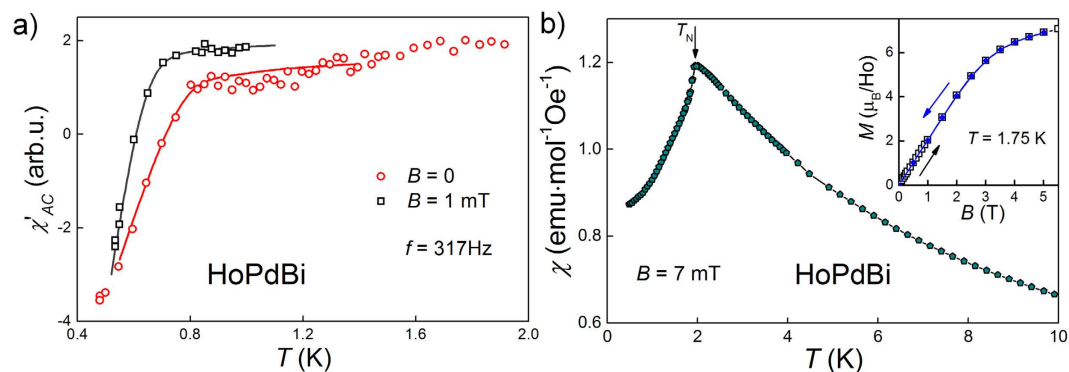 a)
χ'AC (arb.u.)
2
0
-2
-4
B = 0
B = 1 mT
f = 317Hz
HoPdBi
0.4 0.8 1.2 1.6 2.0
T (K)
b)
χ (emu·mol⁻¹Oe⁻¹)
1.2
1.0
0.8
0.6
TN
B = 7 mT
HoPdBi
0 2 4 6 8 10
T (K)
M (μB/Ho)
6
4
2
0
T = 1.75 K
0 1 2 3 4 5
B (T)